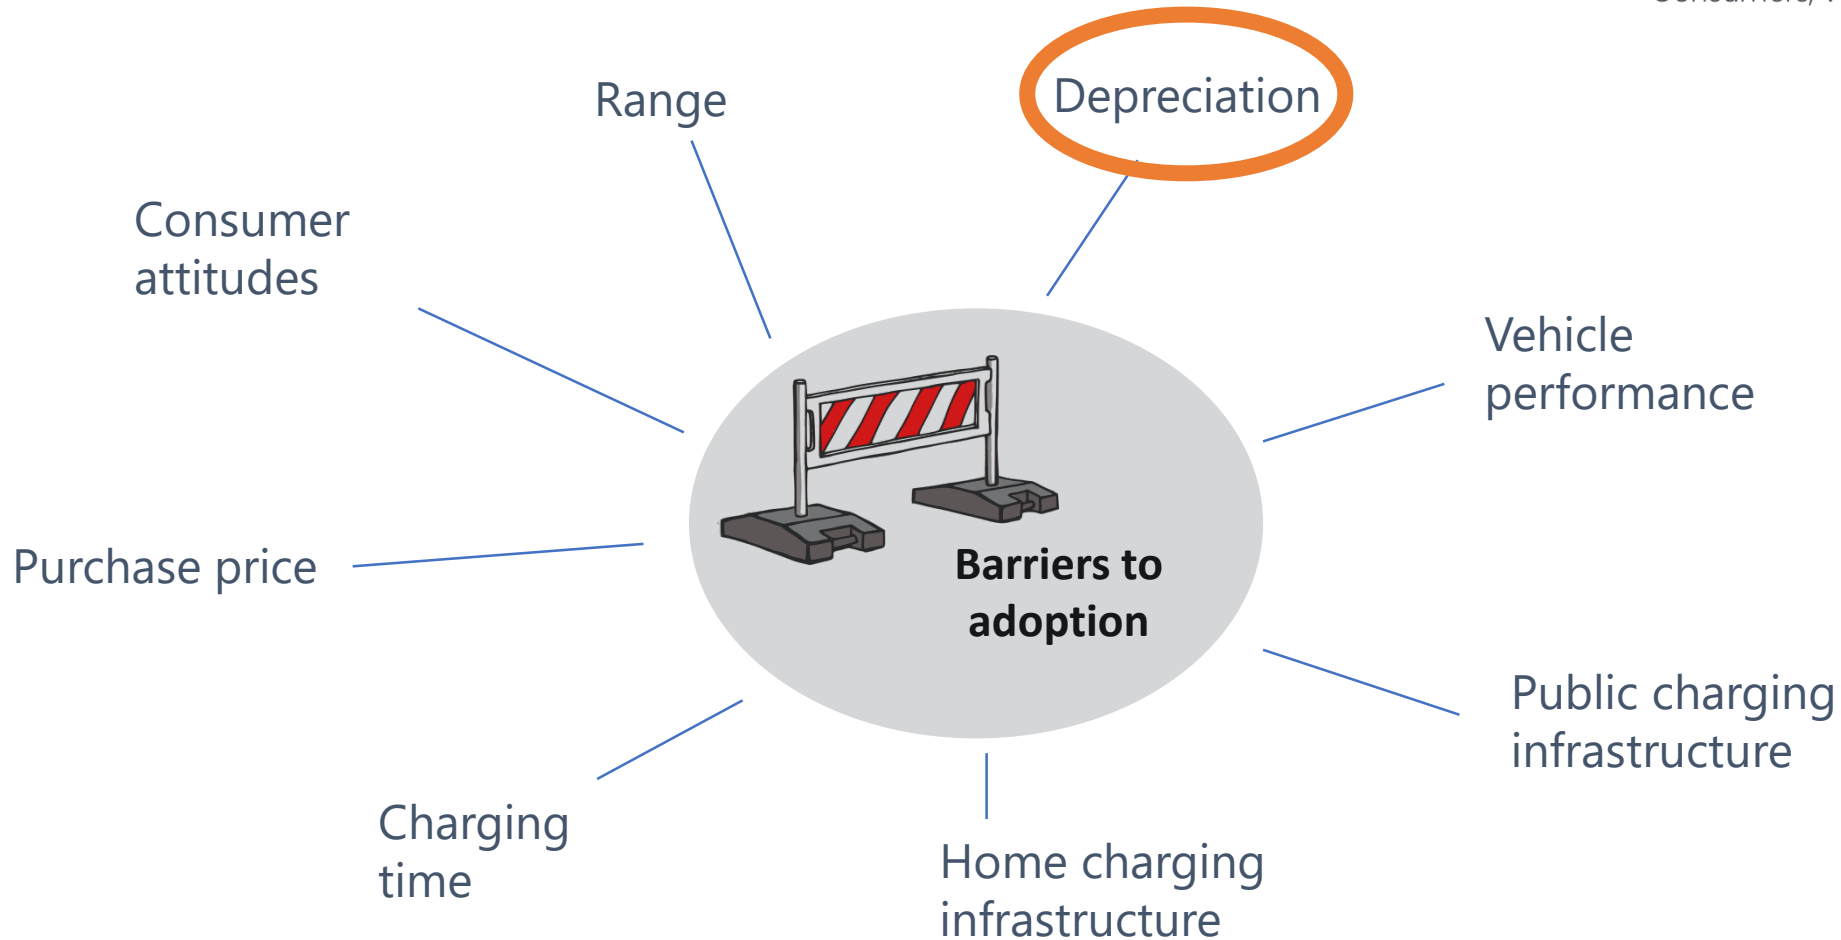 Consumers,
Range
Depreciation
Consumer
attitudes
Vehicle
performance
Purchase price
Barriers to
adoption
Public charging
infrastructure
Charging
time
Home charging
infrastructure